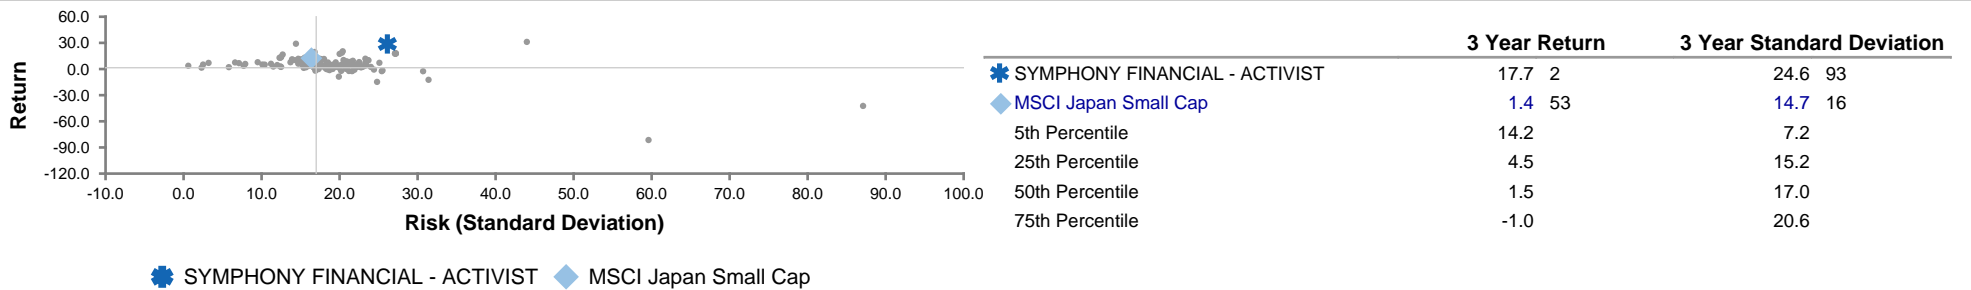 60.0
30.0
0.0
-30.0
-60.0
-90.0
-120.0
Return
-10.0 0.0 10.0 20.0 30.0 40.0 50.0 60.0 70.0 80.0 90.0 100.0
Risk (Standard Deviation)
SYMPHONY FINANCIAL - ACTIVIST MSCI Japan Small Cap
3 Year Return 3 Year Standard Deviation
SYMPHONY FINANCIAL - ACTIVIST 17.7 2 24.6 93
MSCI Japan Small Cap 1.4 53 14.7 16
5th Percentile 14.2 7.2
25th Percentile 4.5 15.2
50th Percentile 1.5 17.0
75th Percentile -1.0 20.6